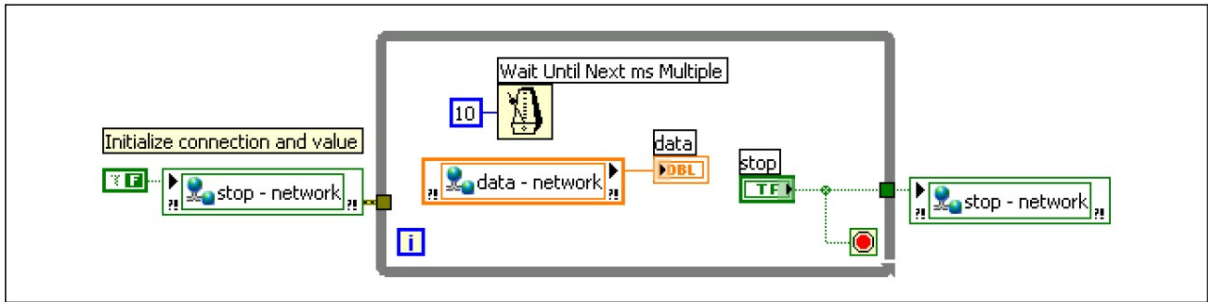 Wait Until Next ms Multiple
10
Initialize connection and value
F
stop - network
?!
?!
data - network
?!
?!
data
DBL
stop
TF
i
stop - network
?!
?!